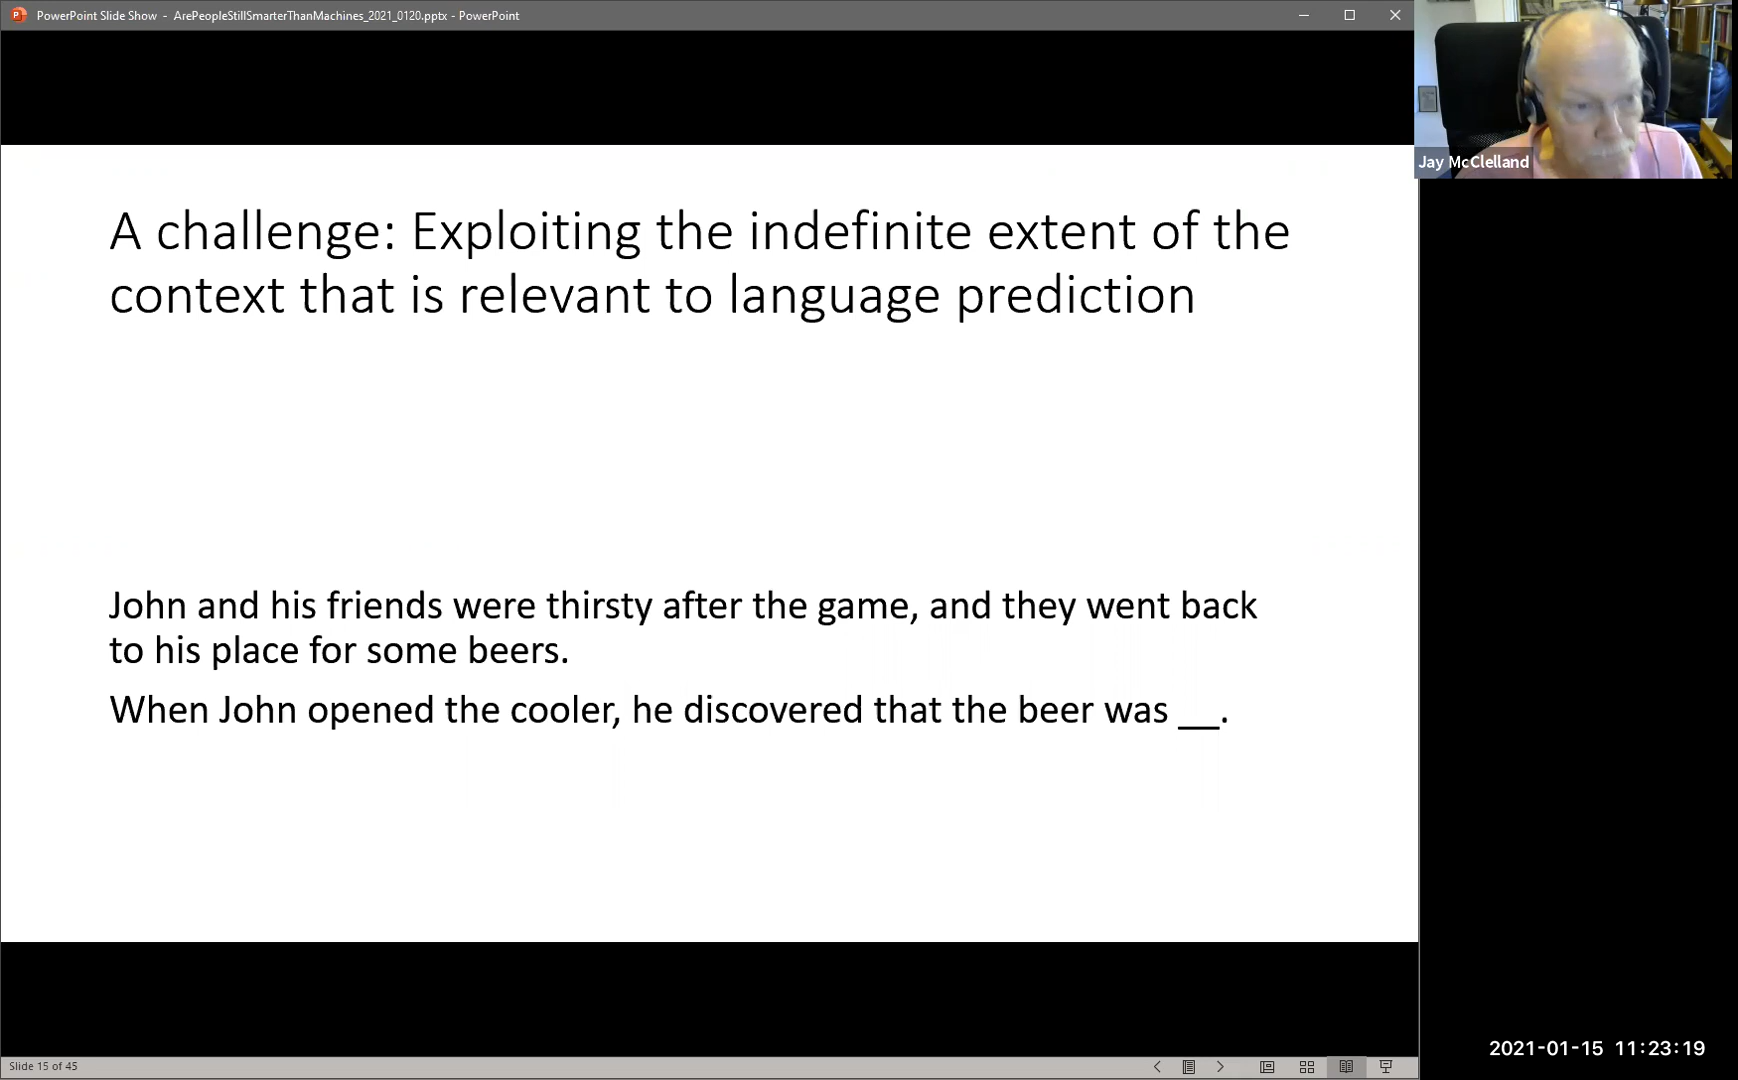 PowerPoint Slide Show - ArePeopleStillSmarterThanMachines_2021_0120.pptx - PowerPoint
Jay McClelland
A challenge: Exploiting the indefinite extent of the
context that is relevant to language prediction
John and his friends were thirsty after the game, and they went back
to his place for some beers.
When John opened the cooler, he discovered that the beer was __.
2021-01-15 11:23:19
Slide 15 of 45